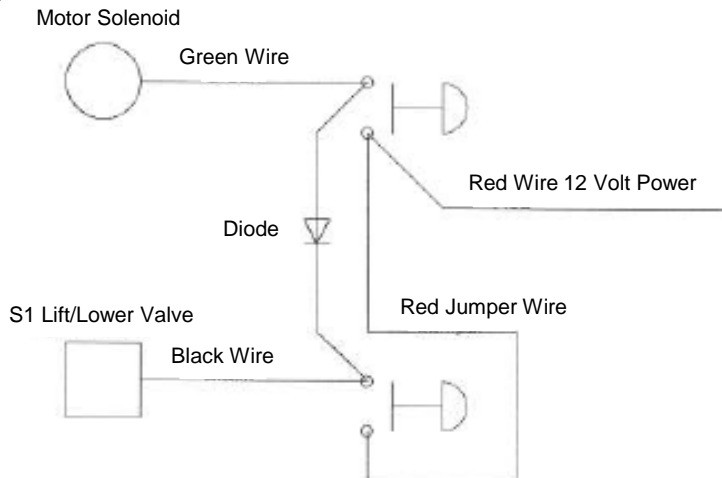 Motor Solenoid
Green Wire
Red Wire 12 Volt Power
Diode
Red Jumper Wire
S1 Lift/Lower Valve
Black Wire